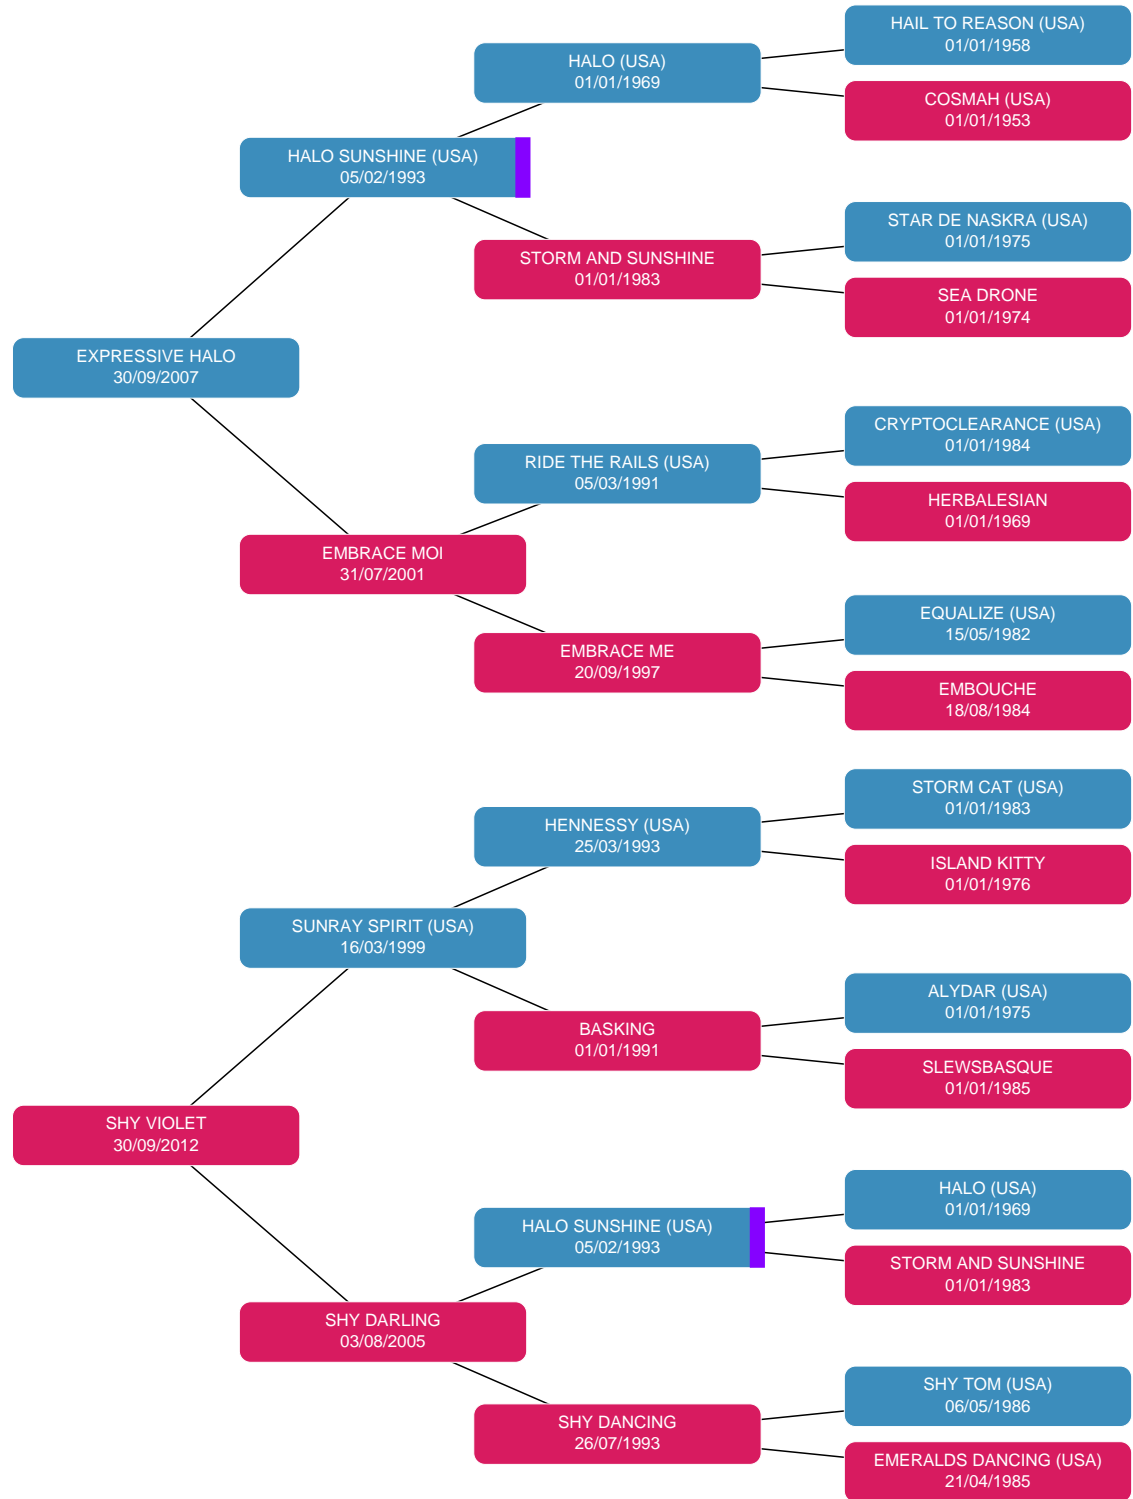 HAIL TO REASON (USA)
01/01/1958
HALO (USA)
01/01/1969
COSMAH (USA)
01/01/1953
HALO SUNSHINE (USA)
05/02/1993
STAR DE NASKRA (USA)
01/01/1975
STORM AND SUNSHINE
01/01/1983
SEA DRONE
01/01/1974
EXPRESSIVE HALO
30/09/2007
CRYPTOCLEARANCE (USA)
01/01/1984
RIDE THE RAILS (USA)
05/03/1991
HERBALESIAN
01/01/1969
EMBRACE MOI
31/07/2001
EQUALIZE (USA)
15/05/1982
EMBRACE ME
20/09/1997
EMBOUCHE
18/08/1984
STORM CAT (USA)
01/01/1983
HENNESSY (USA)
25/03/1993
ISLAND KITTY
01/01/1976
SUNRAY SPIRIT (USA)
16/03/1999
ALYDAR (USA)
01/01/1975
BASKING
01/01/1991
SLEWSBASQUE
01/01/1985
SHY VIOLET
30/09/2012
HALO (USA)
01/01/1969
HALO SUNSHINE (USA)
05/02/1993
STORM AND SUNSHINE
01/01/1983
SHY DARLING
03/08/2005
SHY TOM (USA)
06/05/1986
SHY DANCING
26/07/1993
EMERALDS DANCING (USA)
21/04/1985